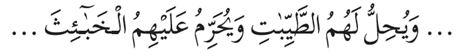 ... وَيُحِلُّ لَهُمُ الطَّيِّبٰتِ وَيُحَرِّمُ عَلَيْهِمُ الْخَبٰۤىِٕثَ ...